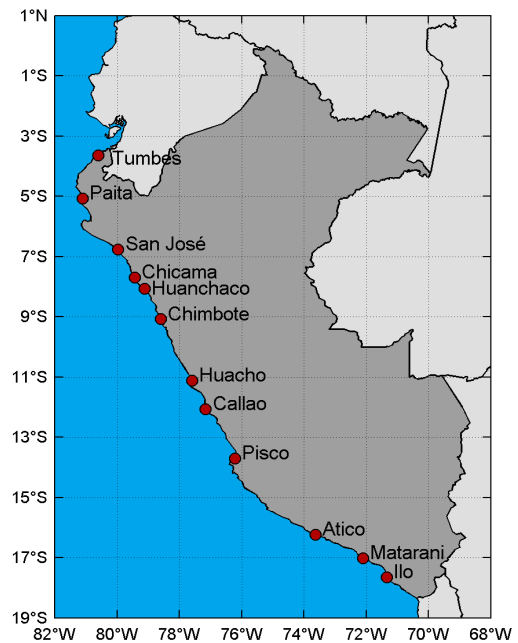 1°N
1°S
3°S
Tumbes
5°S
Paita
San José
7°S
Chicama
Huanchaco
9°S
Chimbote
11°S
Huacho
Callao
13°S
Pisco
15°S
Atico
17°S
Matarani
Ilo
19°S
82°W 80°W 78°W 76°W 74°W 72°W 70°W 68°W